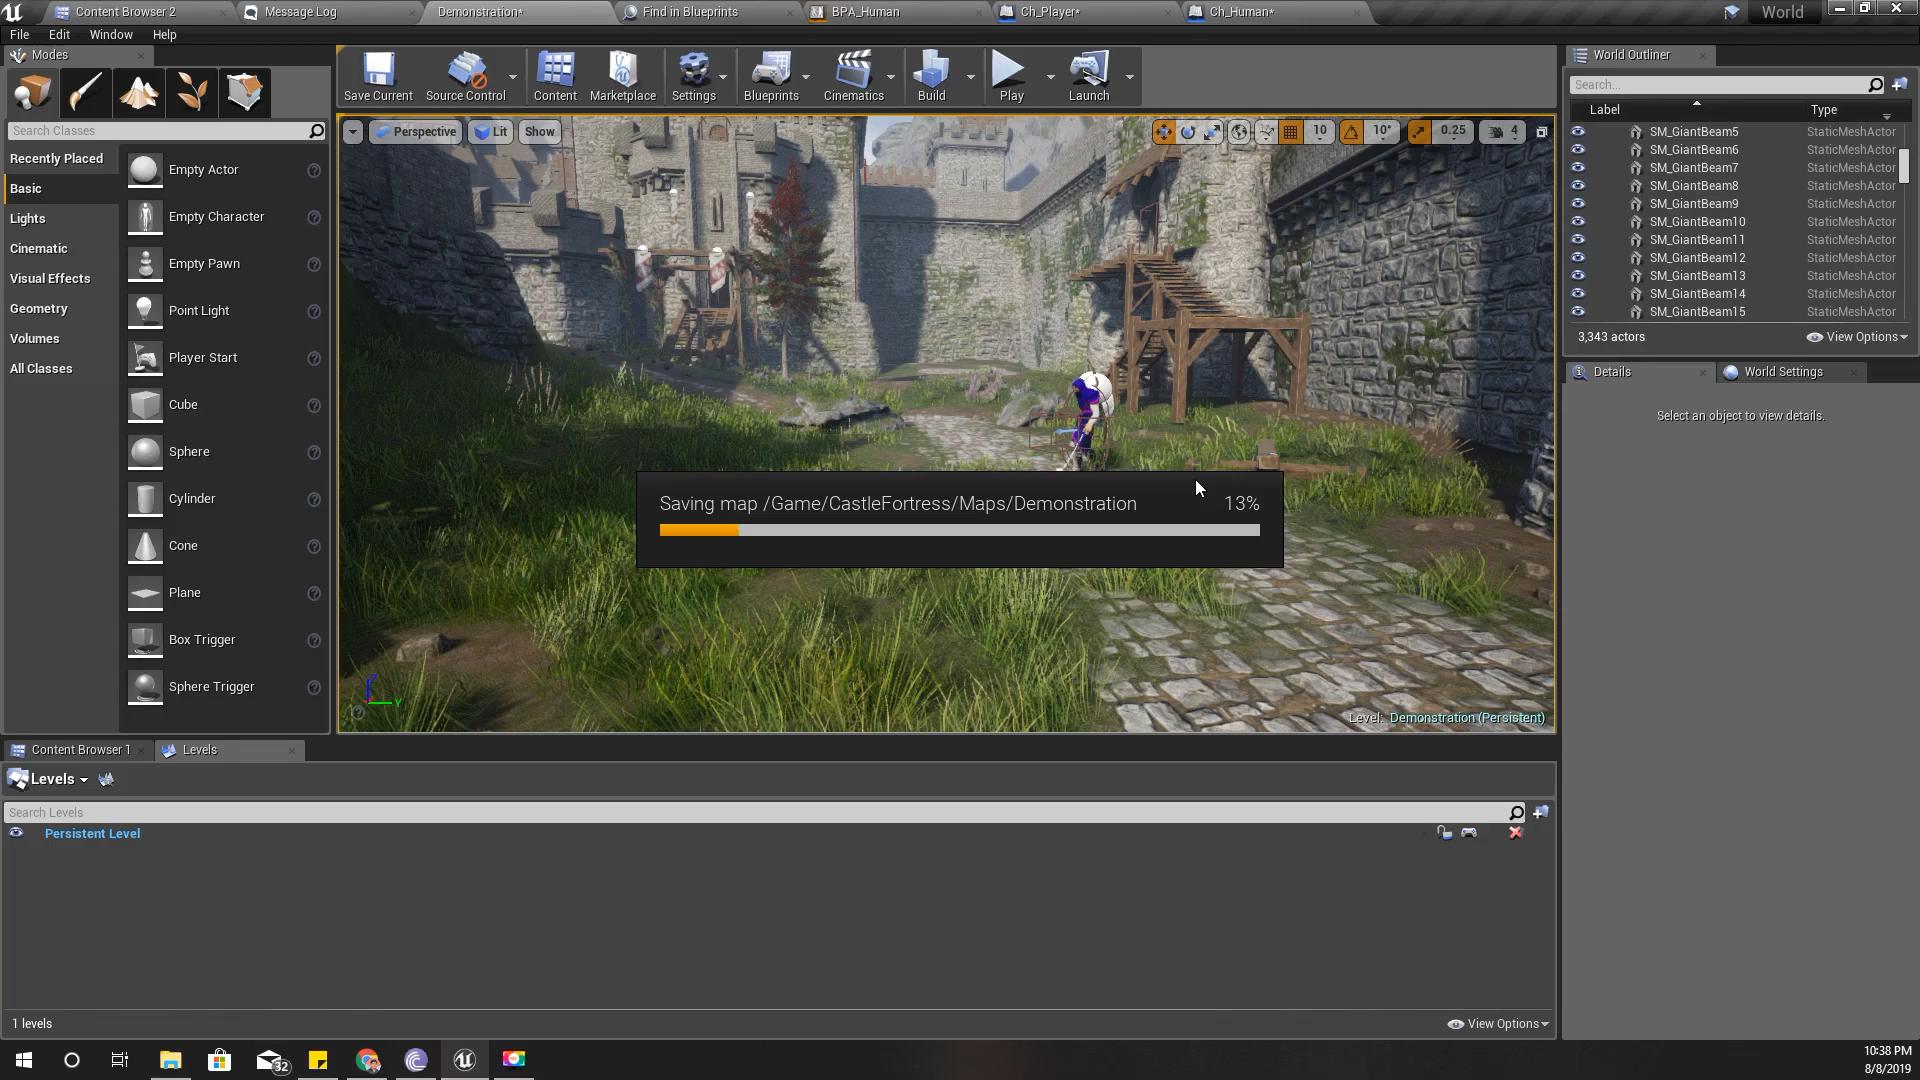 Content Browser 2
Message Log
Demonstration*
Find in Blueprints
BPA_Human
Ch_Player*
Ch_Human*
World
File Edit Window Help
Modes
Save Current
Source Control
Content
Marketplace
Settings
Blueprints
Cinematics
Build
Play
Launch
Search Classes
Recently Placed
Basic
Lights
Cinematic
Visual Effects
Geometry
Volumes
All Classes
Empty Actor
Empty Character
Empty Pawn
Point Light
Player Start
Cube
Sphere
Cylinder
Cone
Plane
Box Trigger
Sphere Trigger
Perspective
Lit
Show
10
10°
0.25
4
Saving map /Game/CastleFortress/Maps/Demonstration 13%
Z
Y
Level: Demonstration (Persistent)
World Outliner
Search...
Label Type
SM_GiantBeam5 StaticMeshActor
SM_GiantBeam6 StaticMeshActor
SM_GiantBeam7 StaticMeshActor
SM_GiantBeam8 StaticMeshActor
SM_GiantBeam9 StaticMeshActor
SM_GiantBeam10 StaticMeshActor
SM_GiantBeam11 StaticMeshActor
SM_GiantBeam12 StaticMeshActor
SM_GiantBeam13 StaticMeshActor
SM_GiantBeam14 StaticMeshActor
SM_GiantBeam15 StaticMeshActor
3,343 actors
View Options
Details
World Settings
Select an object to view details.
Content Browser 1
Levels
Levels
Search Levels
Persistent Level
1 levels
View Options
32
10:38 PM
8/8/2019